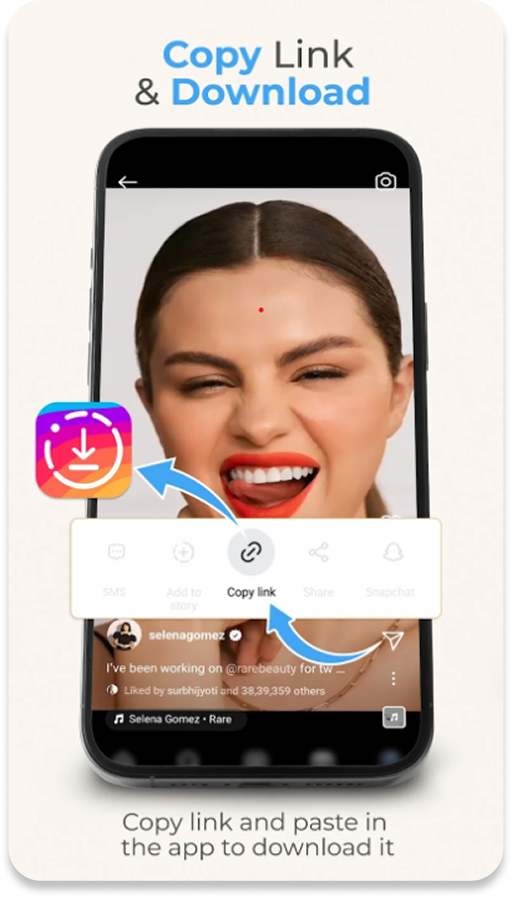 Copy Link
& Download
SMS
Add to
story
Copy link
Share
Snapchat
selenagomez
I've been working on @rarebeauty for tw ...
Liked by surbhijyoti and 38,39,359 others
Selena Gomez • Rare
Copy link and paste in
the app to download it